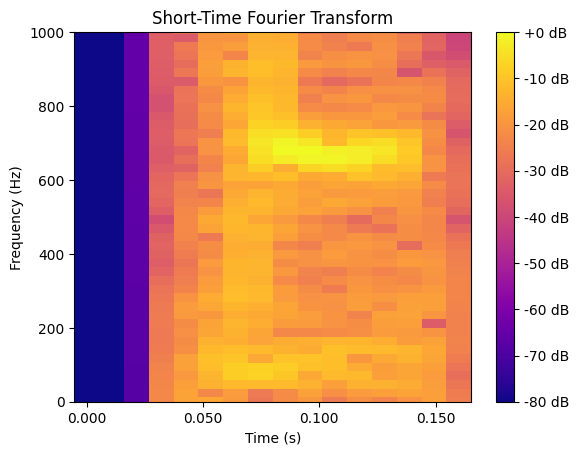 Short-Time Fourier Transform
1000
800
600
400
200
0
Frequency (Hz)
0.000
0.050
0.100
0.150
Time (s)
+0 dB
-10 dB
-20 dB
-30 dB
-40 dB
-50 dB
-60 dB
-70 dB
-80 dB